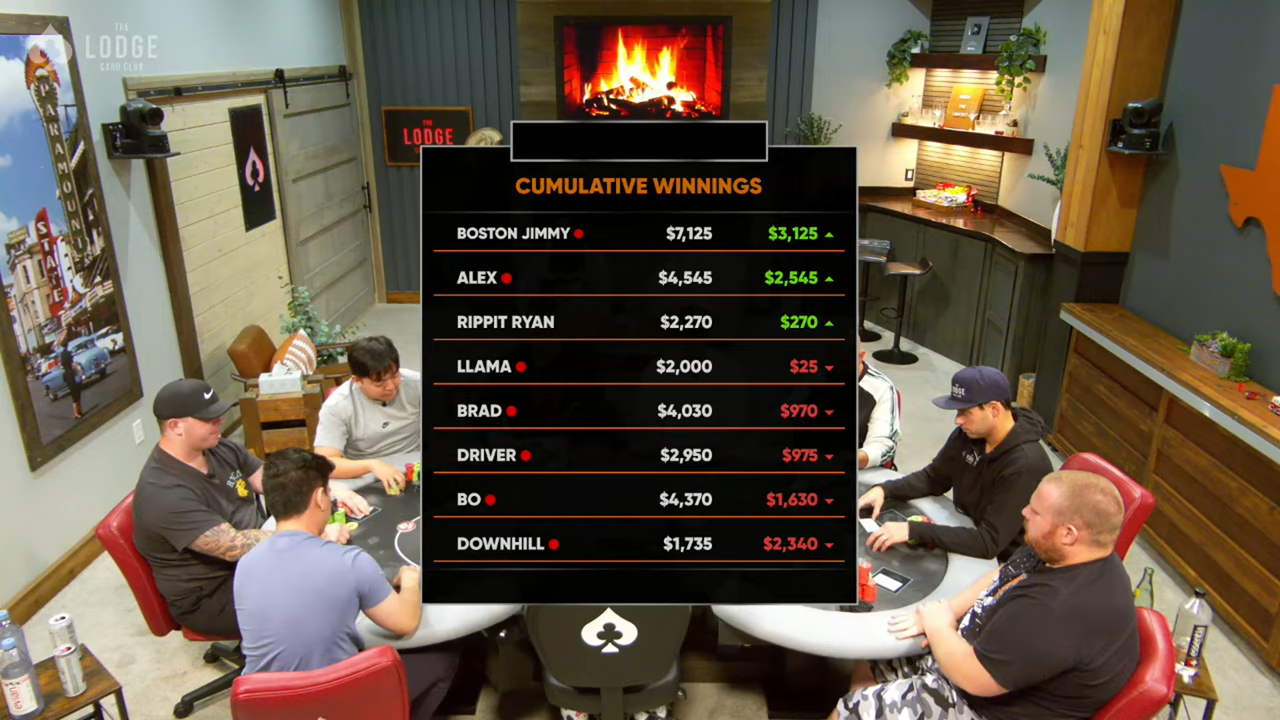 THE
LODGE
CARD CLUB
PARAMOUNT
STATE
THE
LODGE
CUMULATIVE WINNINGS
BOSTON JIMMY $7,125 $3,125
ALEX $4,545 $2,545
RIPPIT RYAN $2,270 $270
LLAMA $2,000 $25
BRAD $4,030 $970
DRIVER $2,950 $975
BO $4,370 $1,630
DOWNHILL $1,735 $2,340